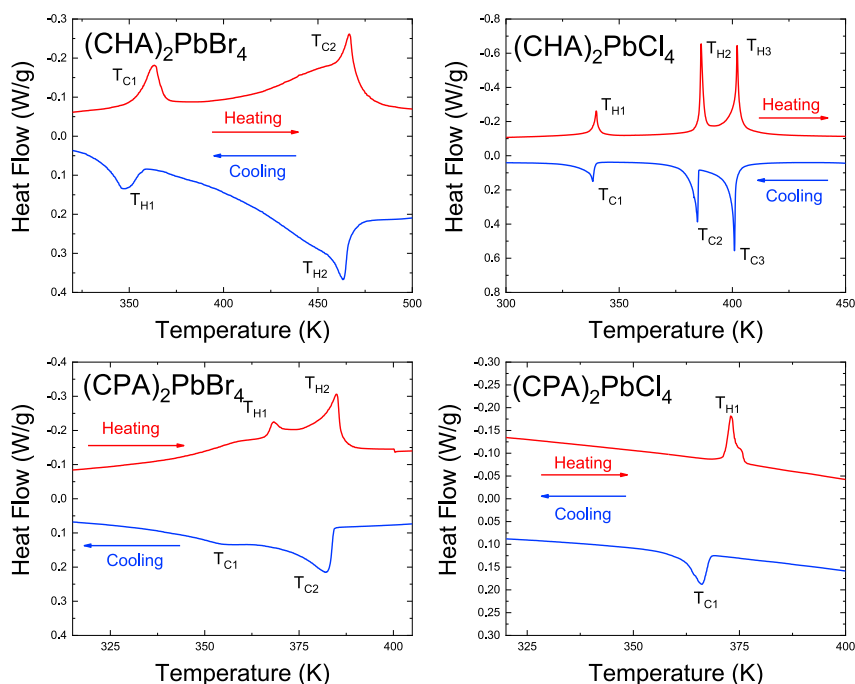 (CHA)2PbBr4
TC1
TC2
Heating
Cooling
TH1
TH2
-0.3
-0.2
-0.1
0.0
0.1
0.2
0.3
0.4
350
400
450
500
Heat Flow (W/g)
Temperature (K)
(CHA)2PbCl4
TH1
TH2
TH3
Heating
Cooling
TC1
TC2
TC3
-0.8
-0.6
-0.4
-0.2
0.0
0.2
0.4
0.6
0.8
300
350
400
450
Heat Flow (W/g)
Temperature (K)
(CPA)2PbBr4
TH1
TH2
Heating
Cooling
TC1
TC2
-0.4
-0.3
-0.2
-0.1
0.0
0.1
0.2
0.3
0.4
325
350
375
400
Heat Flow (W/g)
Temperature (K)
(CPA)2PbCl4
TH1
Heating
Cooling
TC1
-0.30
-0.25
-0.20
-0.15
-0.10
-0.05
0.00
0.05
0.10
0.15
0.20
0.25
0.30
325
350
375
400
Heat Flow (W/g)
Temperature (K)